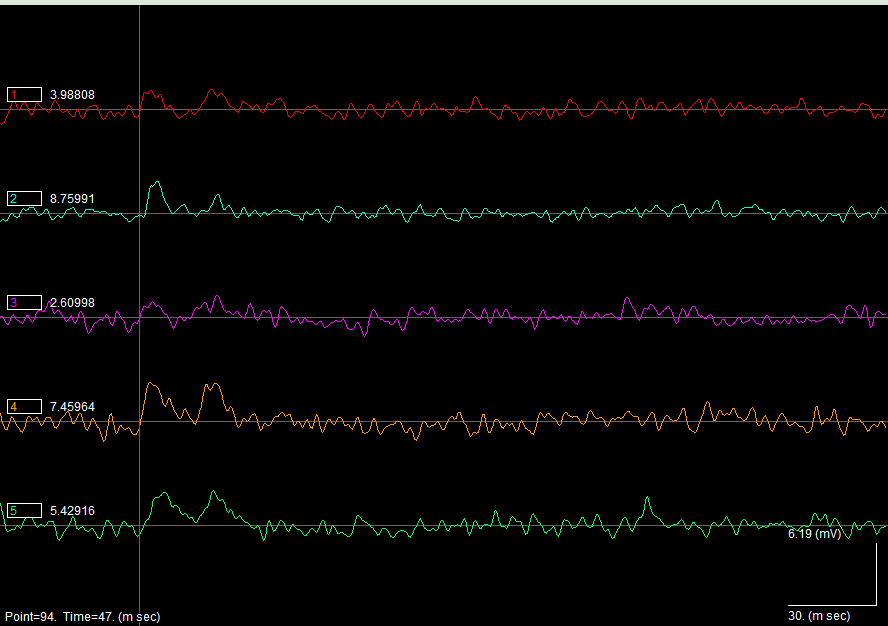 1 3.98808
2 8.75991
3 2.60998
4 7.45964
5 5.42916
6.19 (mV)
30. (m sec)
Point=94. Time=47. (m sec)